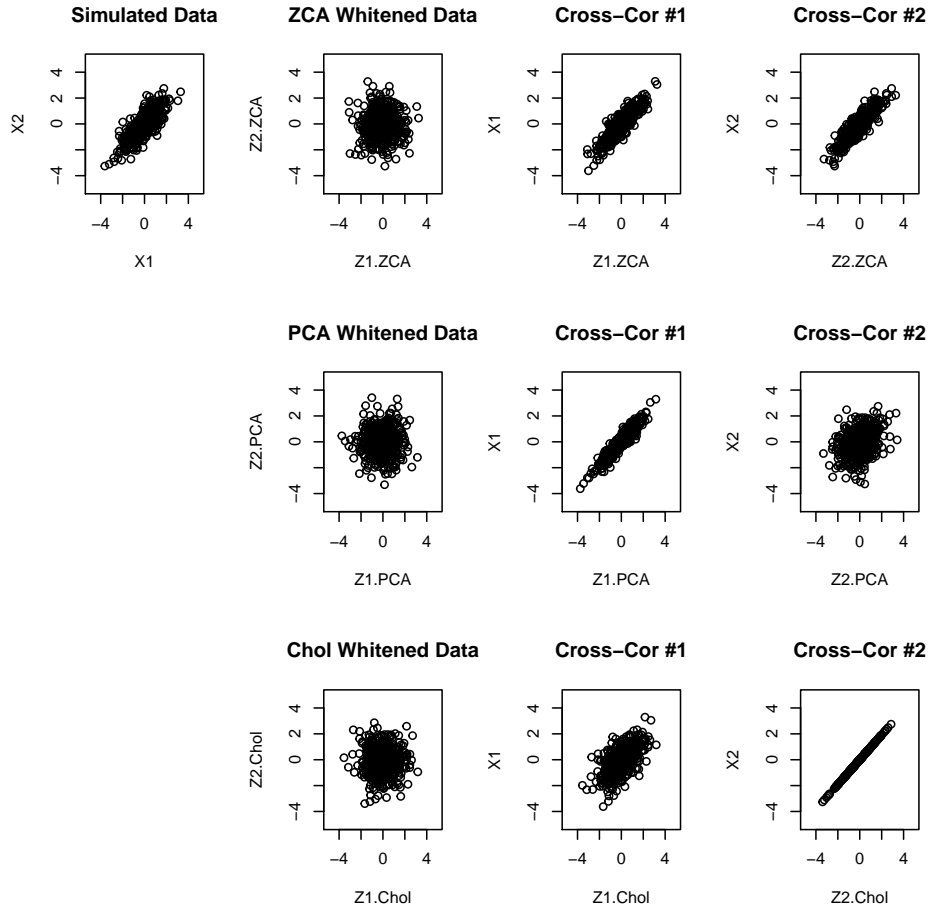 Simulated Data
X2
4
2
0
−4
−4
0
4
X1
ZCA Whitened Data
Z2.ZCA
4
2
0
−4
−4
0
4
Z1.ZCA
Cross−Cor #1
X1
4
2
0
−4
−4
0
4
Z1.ZCA
Cross−Cor #2
X2
4
2
0
−4
−4
0
4
Z2.ZCA
PCA Whitened Data
Z2.PCA
4
2
0
−4
−4
0
4
Z1.PCA
Cross−Cor #1
X1
4
2
0
−4
−4
0
4
Z1.PCA
Cross−Cor #2
X2
4
2
0
−4
−4
0
4
Z2.PCA
Chol Whitened Data
Z2.Chol
4
2
0
−4
−4
0
4
Z1.Chol
Cross−Cor #1
X1
4
2
0
−4
−4
0
4
Z1.Chol
Cross−Cor #2
X2
4
2
0
−4
−4
0
4
Z2.Chol